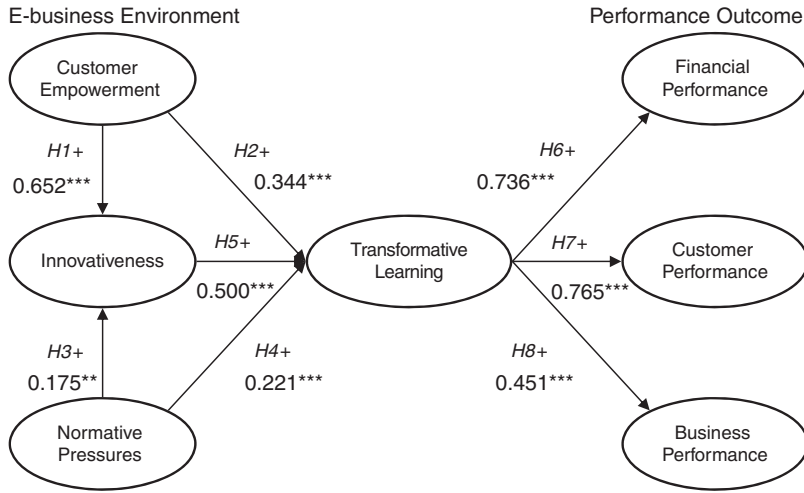 E-business Environment
Performance Outcome
Customer
Empowerment
Financial
Performance
H1+
0.652***
H2+
0.344***
H6+
0.736***
Innovativeness
H5+
0.500***
Transformative
Learning
H7+
0.765***
Customer
Performance
H3+
0.175**
H4+
0.221***
H8+
0.451***
Normative
Pressures
Business
Performance